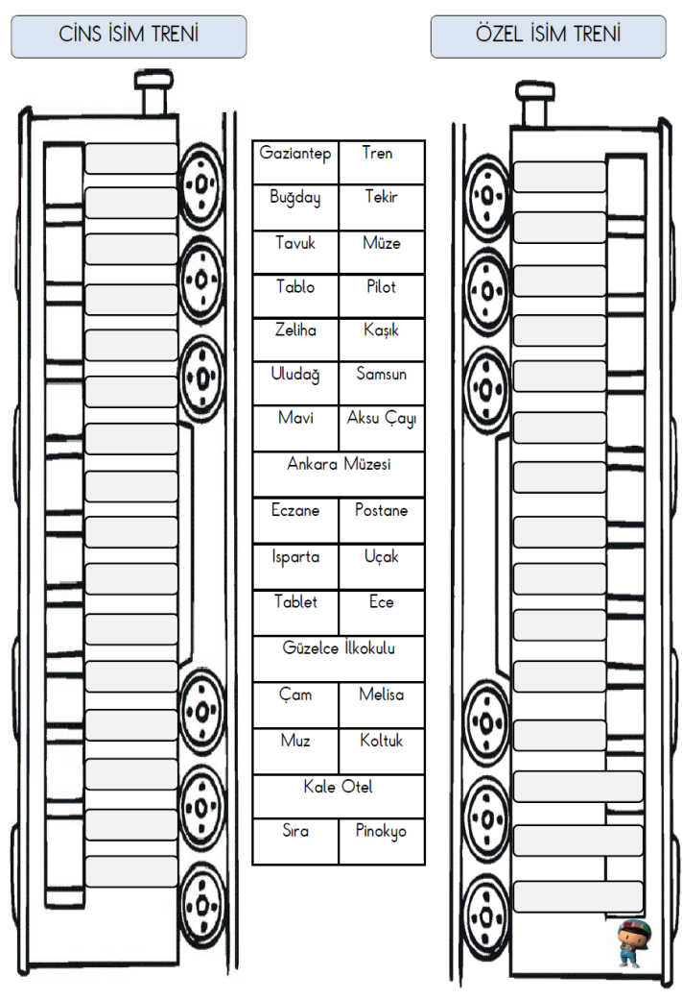 CİNS İSİM TRENİ
ÖZEL İSİM TRENİ
Gaziantep Tren
Buğday Tekir
Tavuk Müze
Tablo Pilot
Zeliha Kaşık
Uludağ Samsun
Mavi Aksu Çayı
Ankara Müzesi
Eczane Postane
Isparta Uçak
Tablet Ece
Güzelce İlkokulu
Çam Melisa
Muz Koltuk
Kale Otel
Sıra Pinokyo